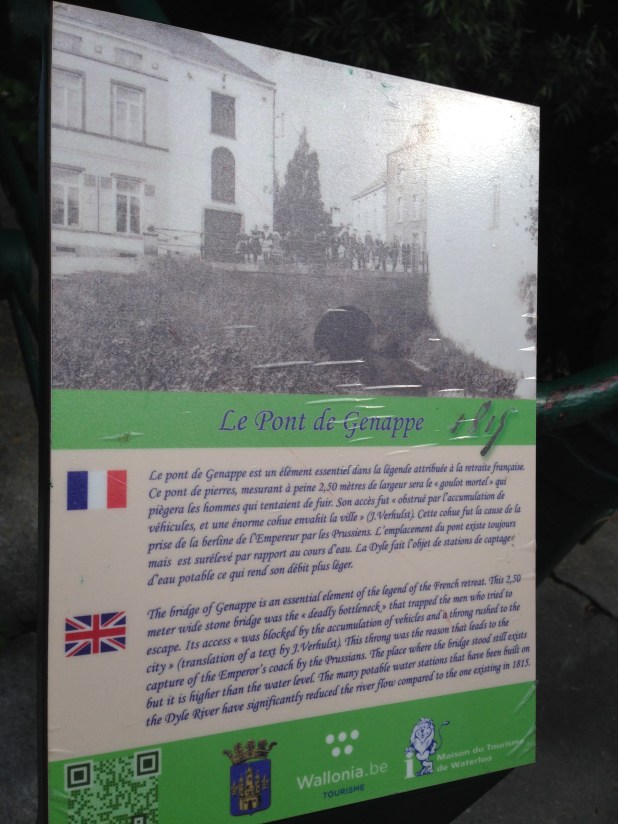 Le Pont de Genappe 1815
Le pont de Genappe est un élément essentiel dans la légende attribuée à la retraite française.
Ce pont de pierres, mesurant à peine 2,50 mètres de largeur sera le « goulot mortel » qui
piègera les hommes qui tentaient de fuir. Son accès fut « obstrué par l'accumulation de
véhicules, et une énorme cohue envahit la ville » (J.Verhulst). Cette cohue fut la cause de la
prise de la berline de l'Empereur par les Prussiens. L'emplacement du pont existe toujours
mais est surélevé par rapport au cours d'eau. La Dyle fait l'objet de stations de captage
d'eau potable ce qui rend son débit plus léger.
The bridge of Genappe is an essential element of the legend of the French retreat. This 2,50
meter wide stone bridge was the « deadly bottleneck » that trapped the men who tried to
escape. Its access « was blocked by the accumulation of vehicles and a throng rushed to the
city » (translation of a text by J.Verhulst). This throng was the reason that leads to the
capture of the Emperor's coach by the Prussians. The place where the bridge stood still exists
but it is higher than the water level. The many potable water stations that have been built on
the Dyle River have significantly reduced the river flow compared to the one existing in 1815.
Wallonia.be
TOURISME
i
Maison du Tourisme
de Waterloo